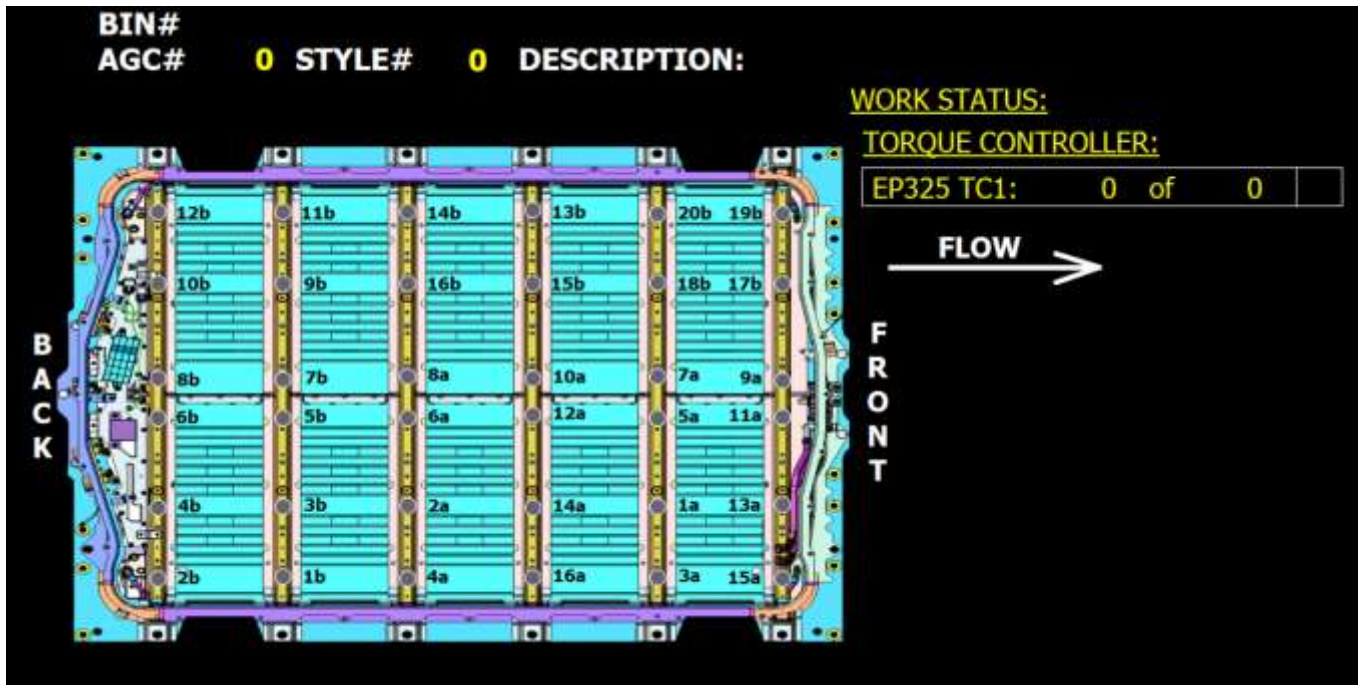 BIN#
AGC# 0 STYLE# 0 DESCRIPTION:
WORK STATUS:
TORQUE CONTROLLER:
EP325 TC1: 0 of 0
FLOW
12b 11b 14b 13b 20b 19b
10b 9b 16b 15b 18b 17b
BACK
FRONT
8b 7b 8a 10a 7a 9a
6b 5b 6a 12a 5a 11a
4b 3b 2a 14a 1a 13a
2b 1b 4a 16a 3a 15a